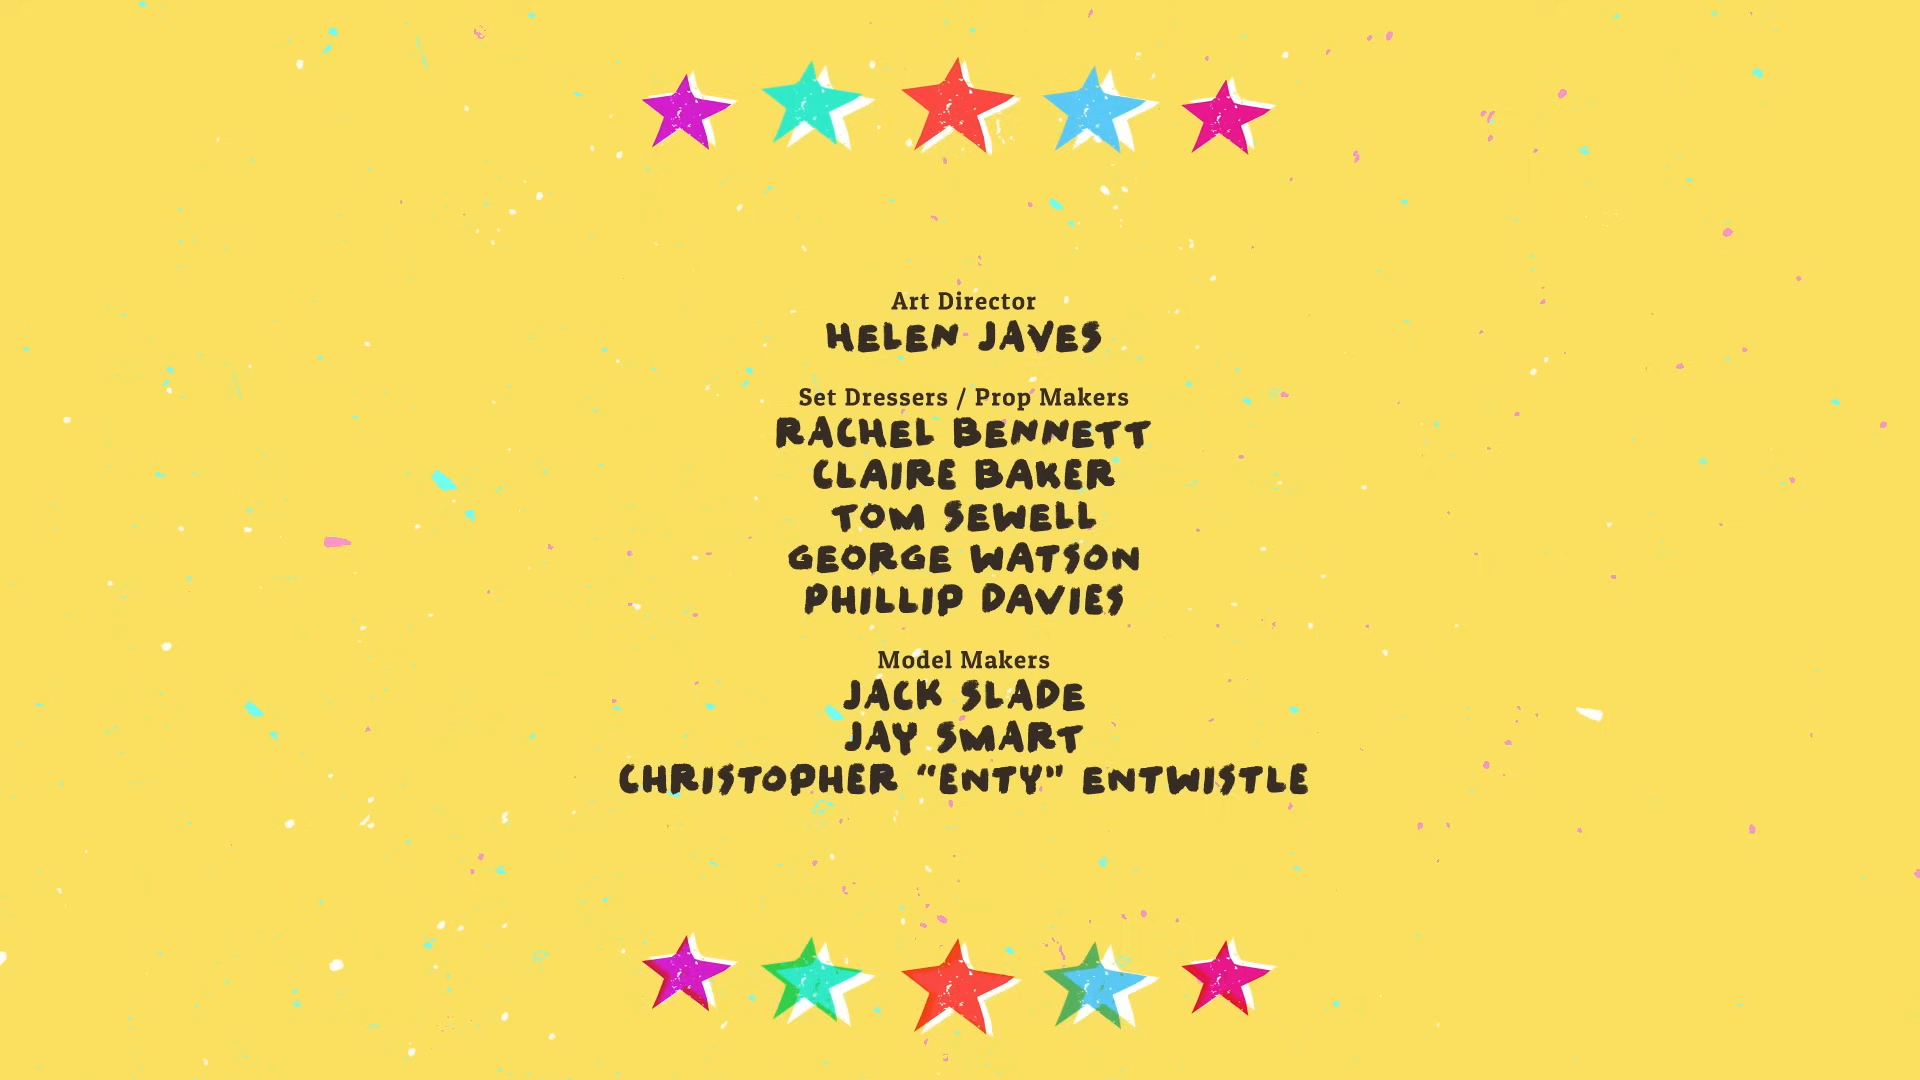 Art Director
HELEN JAVES
Set Dressers / Prop Makers
RACHEL BENNETT
CLAIRE BAKER
TOM SEWELL
GEORGE WATSON
PHILLIP DAVIES
Model Makers
JACK SLADE
JAY SMART
CHRISTOPHER “ENTY” ENTWISTLE